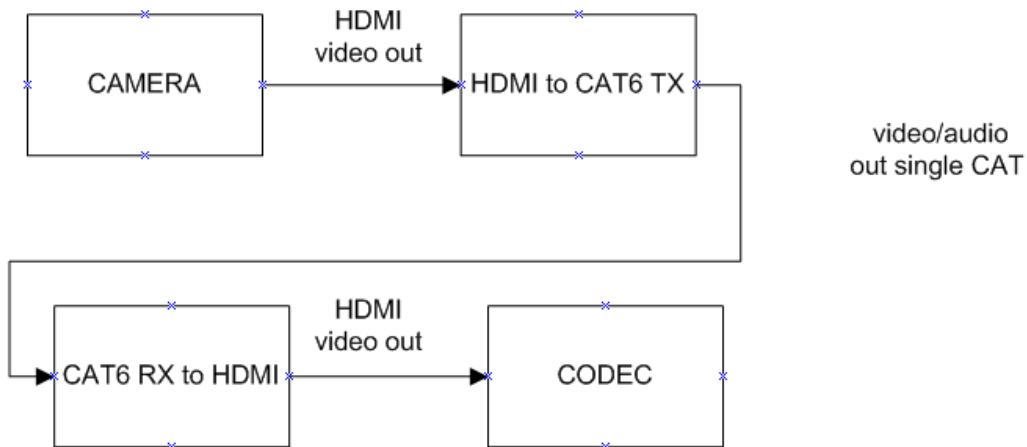 HDMI
video out
CAMERA
HDMI to CAT6 TX
video/audio
out single CAT
HDMI
video out
CAT6 RX to HDMI
CODEC